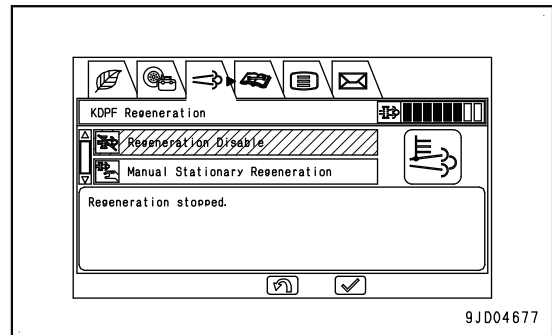 KDPF Regeneration
Regeneration Disable
Manual Stationary Regeneration
Regeneration stopped.
9JD04677